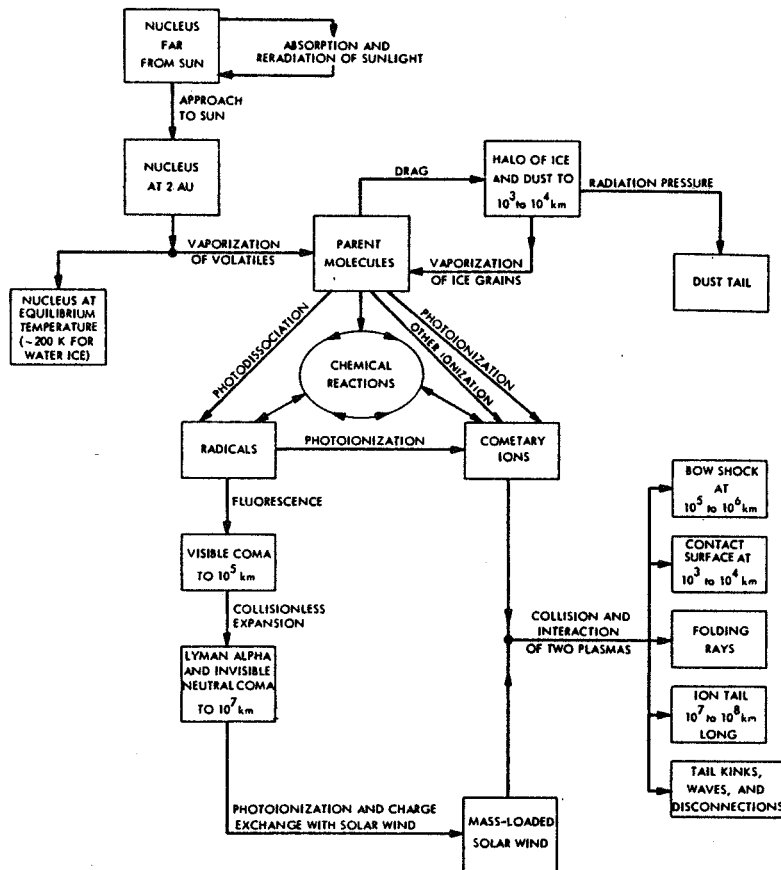 NUCLEUS
FAR
FROM SUN
ABSORPTION AND
RERADIATION OF SUNLIGHT
APPROACH
TO SUN
NUCLEUS
AT 2 AU
DRAG
HALO OF ICE
AND DUST TO
10³ to 10⁴ km
RADIATION PRESSURE
VAPORIZATION
OF VOLATILES
PARENT
MOLECULES
VAPORIZATION
OF ICE GRAINS
DUST TAIL
NUCLEUS AT
EQUILIBRIUM
TEMPERATURE
(~200 K FOR
WATER ICE)
PHOTODISSOCIATION
CHEMICAL
REACTIONS
OTHER IONIZATION
PHOTOIONIZATION
RADICALS
PHOTOIONIZATION
COMETARY
IONS
FLUORESCENCE
VISIBLE COMA
TO 10⁵ km
COLLISIONLESS
EXPANSION
LYMAN ALPHA
AND INVISIBLE
NEUTRAL COMA
TO 10⁷ km
COLLISION AND
INTERACTION
OF TWO PLASMAS
BOW SHOCK
AT
10⁵ to 10⁶ km
CONTACT
SURFACE AT
10³ to 10⁴ km
FOLDING
RAYS
ION TAIL
10⁷ to 10⁸ km
LONG
TAIL KINKS,
WAVES, AND
DISCONNECTIONS
PHOTOIONIZATION AND CHARGE
EXCHANGE WITH SOLAR WIND
MASS-LOADED
SOLAR WIND